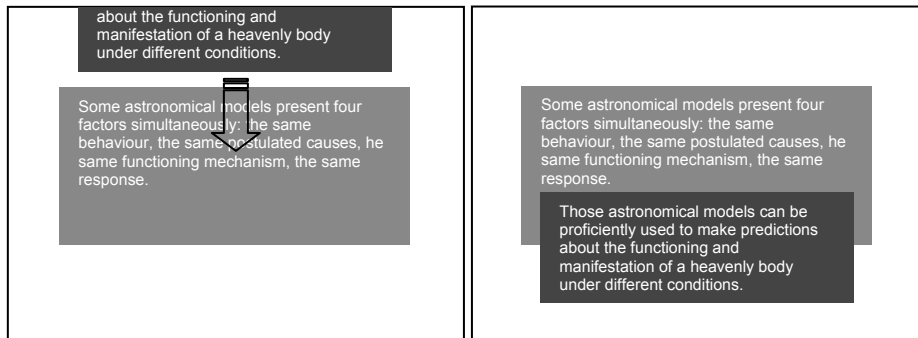 about the functioning and
manifestation of a heavenly body
under different conditions.
Some astronomical models present four
factors simultaneously: the same
behaviour, the same postulated causes, he
same functioning mechanism, the same
response.
Some astronomical models present four
factors simultaneously: the same
behaviour, the same postulated causes, he
same functioning mechanism, the same
response.
Those astronomical models can be
proficiently used to make predictions
about the functioning and
manifestation of a heavenly body
under different conditions.